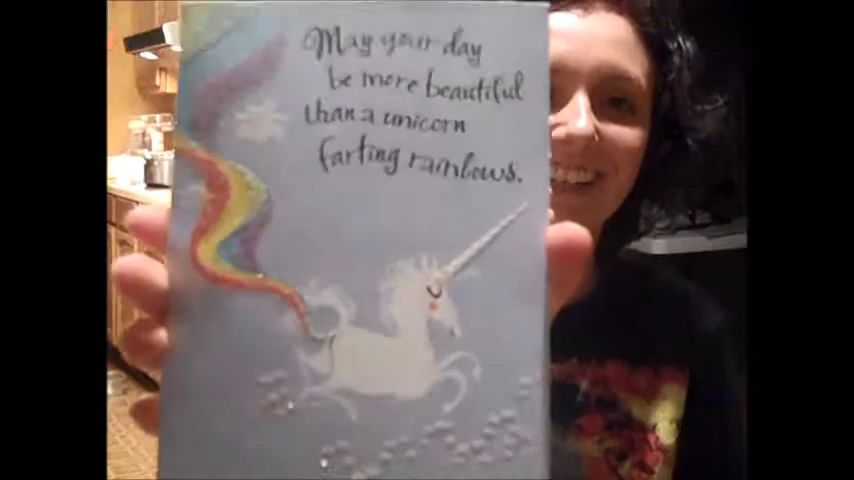 May your day
be more beautiful
than a unicorn
farting rainbows.